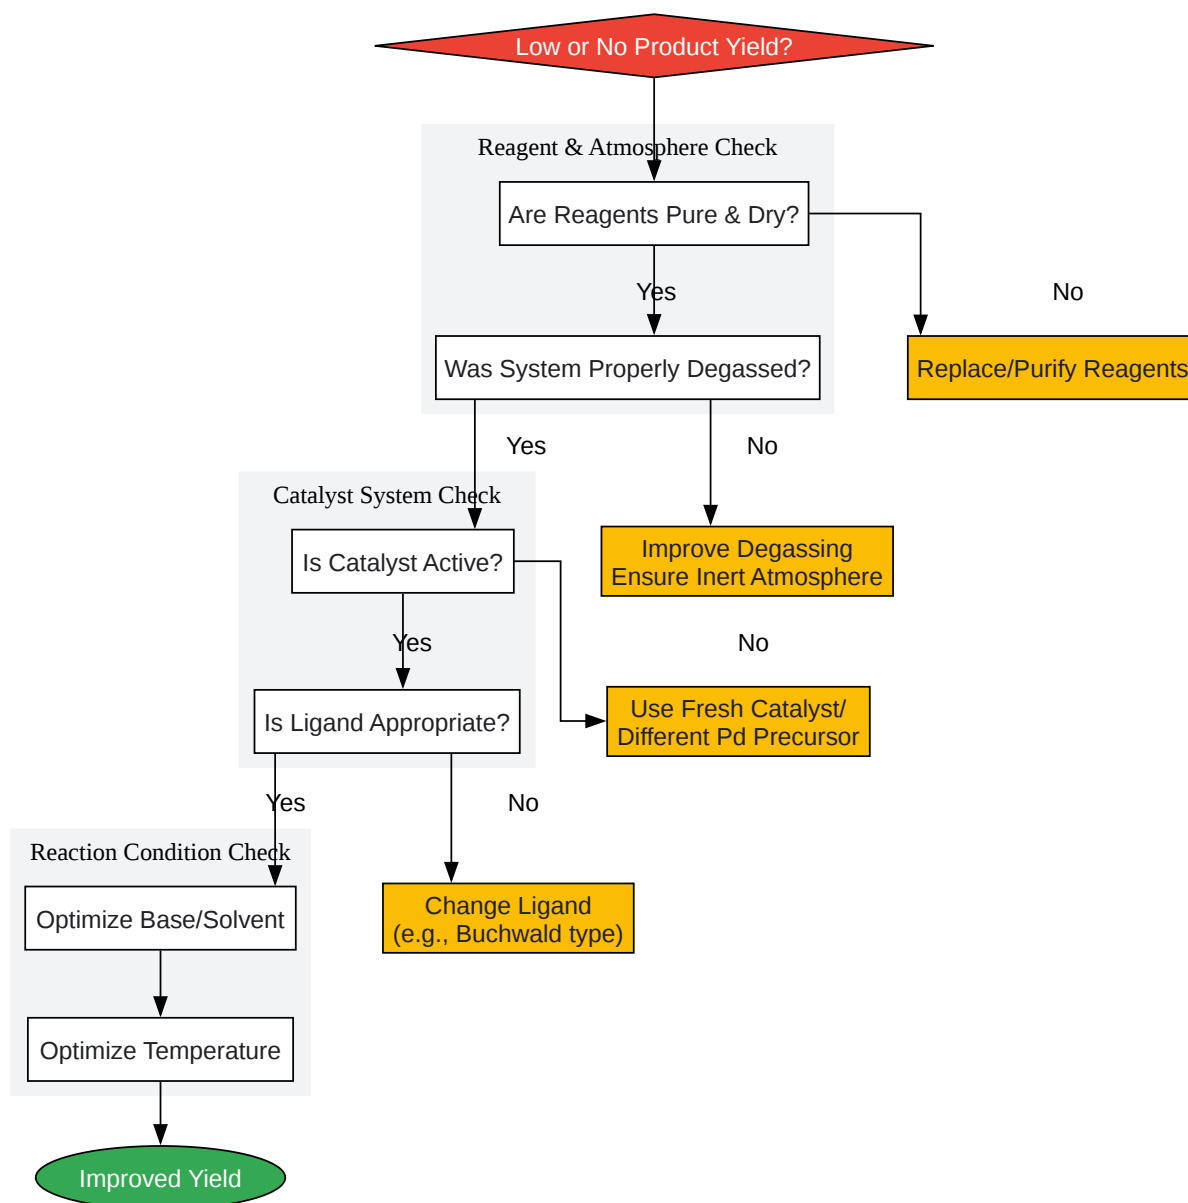 Low or No Product Yield?
Reagent & Atmosphere Check
Are Reagents Pure & Dry?
Yes
No
Was System Properly Degassed?
Replace/Purify Reagents
Yes
No
Catalyst System Check
Is Catalyst Active?
Improve Degassing
Ensure Inert Atmosphere
Yes
No
Is Ligand Appropriate?
Use Fresh Catalyst/
Different Pd Precursor
Yes
No
Reaction Condition Check
Optimize Base/Solvent
Change Ligand
(e.g., Buchwald type)
Optimize Temperature
Improved Yield